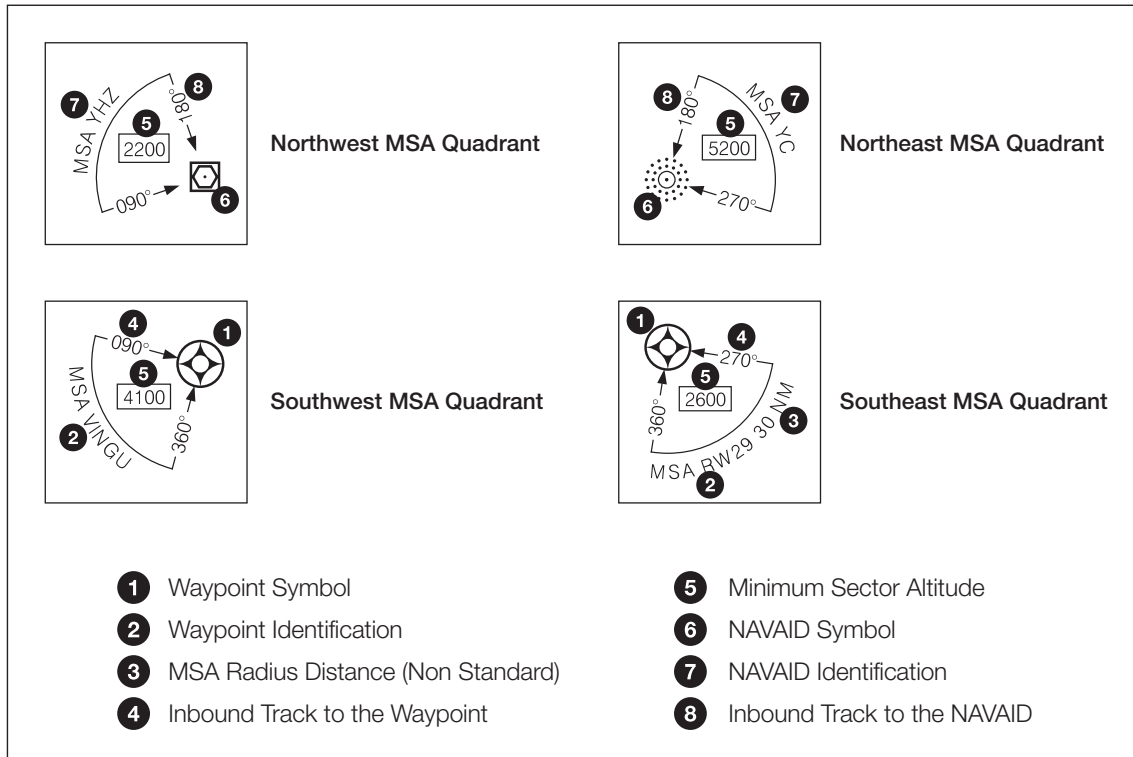 7 MSA YHZ
8 180°
5 2200
090°
6
Northwest MSA Quadrant
8 180°
7 MSA YC
5 5200
6 270°
Northeast MSA Quadrant
4 090°
1
5 4100
360°
2 MSA VINGU
Southwest MSA Quadrant
1
4 270°
5 2600
360°
3
MSA RW29 30 NM
2
Southeast MSA Quadrant
1 Waypoint Symbol
2 Waypoint Identification
3 MSA Radius Distance (Non Standard)
4 Inbound Track to the Waypoint
5 Minimum Sector Altitude
6 NAVAID Symbol
7 NAVAID Identification
8 Inbound Track to the NAVAID